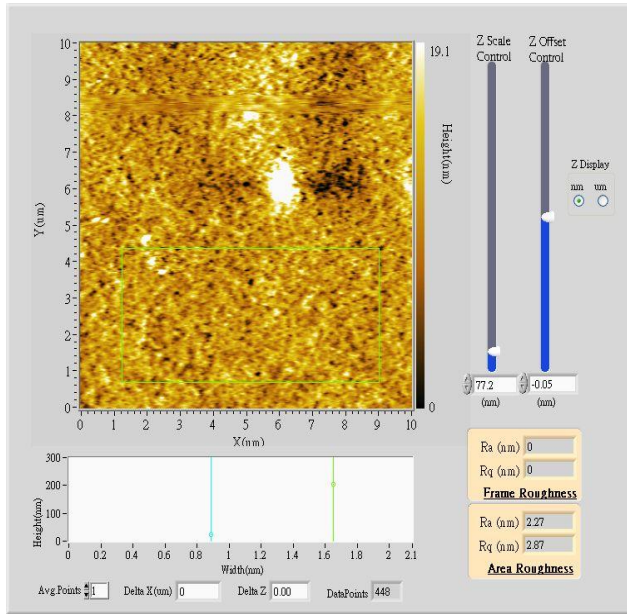 Z Scale Control
Z Offset Control
19.1
Height(nm)
0
Z Display
nm um
10
9
8
7
6
5
4
3
2
1
0
Y(um)
0 1 2 3 4 5 6 7 8 9 10
X(nm)
77.2
-0.05
(nm)
(nm)
Ra (nm) 0
Rq (nm) 0
Frame Roughness
Ra (nm) 2.27
Rq (nm) 2.87
Area Roughness
300
200
100
0
Height(nm)
0 0.2 0.4 0.6 0.8 1 1.2 1.4 1.6 1.8 2 2.1
Width(nm)
Avg.Points 1 Delta X(um) 0 Delta Z 0.00 DataPoints 448